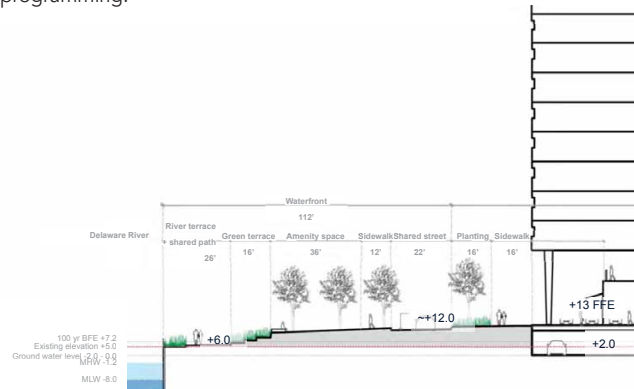 programming.
Waterfront
112'
Delaware River
River terrace
shared path
26'
Green terrace
16'
Amenity space
36'
Sidewalk
12'
Shared street
22'
Planting
16'
Sidewalk
16'
+13 FFE
~+12.0
+6.0
+2.0
100 yr BFE +7.2
Existing elevation +5.0
Ground water level -2.0 - 0.0
MHW -1.2
MLW -8.0